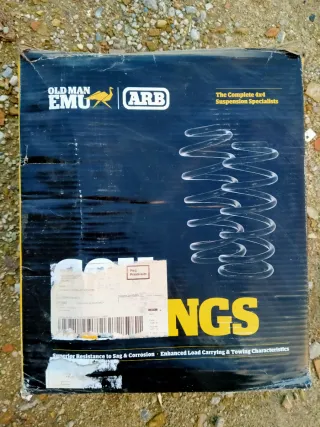 OLD MAN
EMU
ARB
The Complete 4x4
Suspension Specialists
NGS
Superior Resistance to Sag & Corrosion · Enhanced Load Carrying & Towing Characteristics